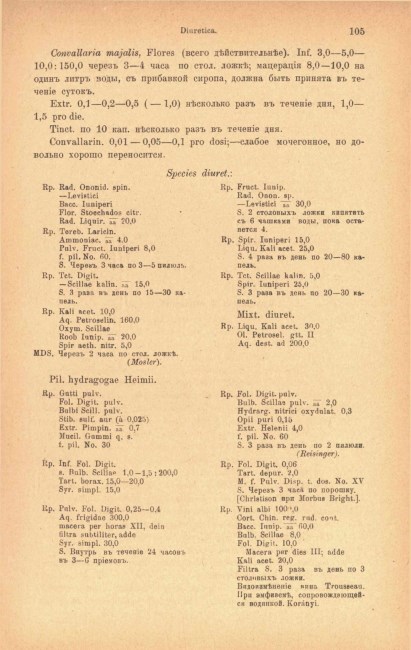 Diuretica. 105
Convallaria majalis, Flores (всего дѣйствительнѣе). Inf. 3,0—5,0—
10,0 : 150,0 черезъ 3—4 часа по стол. ложкѣ; мацерація 8,0—10,0 на
одинъ литръ воды, съ прибавкой сиропа, должна быть принята въ те-
ченіе сутокъ.
Extr. 0,1—0,2—0,5 ( — 1,0) нѣсколько разъ въ теченіе дня, 1,0—
1,5 pro die.
Tinct. по 10 кап. нѣсколько разъ въ теченіе дня.
Convallarin. 0,01 — 0,05—0,1 pro dosi;—слабое мочегонное, но до-
вольно хорошо переносится.
Species diuret.:
Rp. Rad. Ononid. spin.
—Levistici
Bacc. Iuniperi
Flor. Stoechados citr.
Rad. Liquir. aa 20,0
Rp. Tereb. Laricin.
Ammoniac. aa 4.0
Pulv. Fruct. Iuniperi 8,0
f. pil. No. 60.
S. Черезъ 3 часа по 3—5 пилюль.
Rp. Tct. Digit.
—Scillae kalin. aa 15,0
S. 3 раза въ день по 15—30 ка-
пель.
Rp. Kali acet. 10,0
Aq. Petroselin. 160,0
Oxym. Scillae
Roob Iunip. aa 20,0
Spir aeth. nitr. 5,0
MDS. Черезъ 2 часа по стол. ложкѣ.
(Mosler).
Pil. hydragogae Heimii.
Rp. Gutti pulv.
Fol. Digit. pulv.
Bulbi Scill. pulv.
Stib. sulf. aur (à 0,025)
Extr. Pimpin. aa 0,7
Mucil. Gummi q. s.
f. pil. No. 30
Rp. Inf. Fol. Digit.
s. Bulb. Scillae 1,0—1,5 : 200,0
Tart. borax. 15,0—20,0
Syr. simpl. 15,0
Rp. Pulv. Fol. Digit. 0,25—0,4
Aq. frigidae 300,0
macera per horas XII, dein
filtra subtiliter, adde
Syr. simpl. 30,0
S. Внутрь въ теченіе 24 часовъ
въ 3—6 пріемовъ.
Rp. Fruct. Iunip.
Rad. Onon. sp.
—Levistici aa 30,0
S. 2 столовыхъ ложки кипятить
съ 6 чашками воды, пока оста-
нется 4.
Rp. Spir. Iuniperi 15,0
Liqu. Kali acet. 25,0
S. 4 раза въ день по 20—80 ка-
пель.
Rp. Tct. Scillae kalin. 5,0
Spir. Iuniperi 25,0
S. 3 раза въ день по 20—30 ка-
пель.
Mixt. diuret.
Rp. Liqu. Kali acet. 30,0
Ol. Petrosel. gtt. II
Aq. dest. ad 200,0
Rp. Fol. Digit. pulv.
Bulb. Scillae pulv. aa 2,0
Hydrarg. nitrici oxydulat. 0,3
Opii puri 0,15
Extr. Helenii 4,0
f. pil. No. 60
S. 3 раза въ день по 2 пилюли.
(Reisinger).
Rp. Fol. Digit. 0,06
Tart. depur. 2,0
M. f. Pulv. Disp. t. dos. No. XV
S. Черезъ 3 часа по порошку.
[Christison при Morbus Bright.].
Rp. Vini albi
Cort. Chin. reg. rud. cont.
Bacc. Iunip. aa 60,0
Bulb. Scillae 8,0
Fol. Digit. 10,0
Macera per dies III; adde
Kali acet. 20,0
Filtra S. 3 раза въ день по 3
столовыхъ ложки.
Видоизмѣненіе вина Trousseau.
При эмфиземѣ, сопровождающей-
ся водянкой. Korányi.